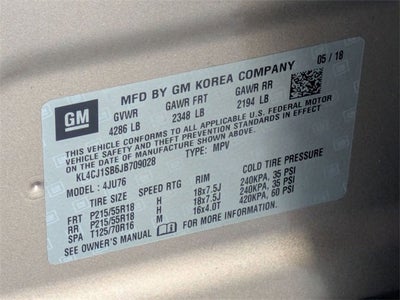 GM
MFD BY GM KOREA COMPANY
05 / 18
GVWR GAWR FRT GAWR RR
4286 LB 2348 LB 2194 LB
THIS VEHICLE CONFORMS TO ALL APPLICABLE U.S. FEDERAL MOTOR
VEHICLE SAFETY AND THEFT PREVENTION STANDARDS IN EFFECT
ON THE DATE OF MANUFACTURE SHOWN ABOVE.
KL4CJ1SB6JB709028 TYPE: MPV
MODEL: 4JU76
TIRE SIZE SPEED RTG RIM COLD TIRE PRESSURE
FRT P215/55R18 H 18x7.5J 240KPA, 35 PSI
RR P215/55R18 H 18x7.5J 240KPA, 35 PSI
SPA T125/70R16 M 16x4.0T 420KPA, 60 PSI
SEE OWNER'S MANUAL FOR MORE INFORMATION.